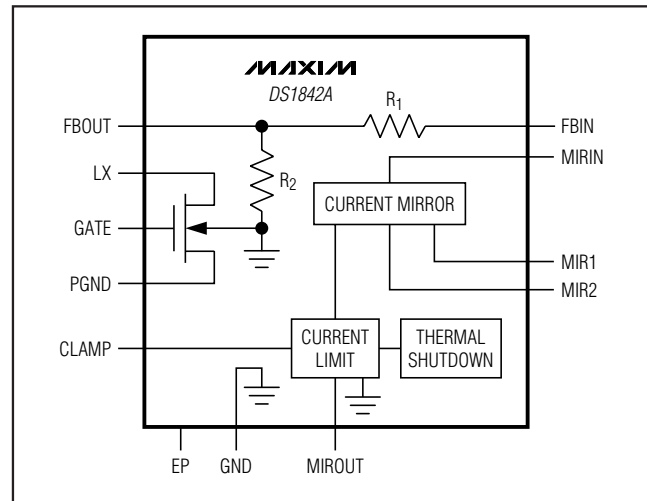 MAXIM
DS1842A
R1
FBOUT
FBIN
LX
MIRIN
R2
CURRENT MIRROR
GATE
MIR1
PGND
MIR2
CLAMP
CURRENT
LIMIT
THERMAL
SHUTDOWN
EP
GND
MIROUT